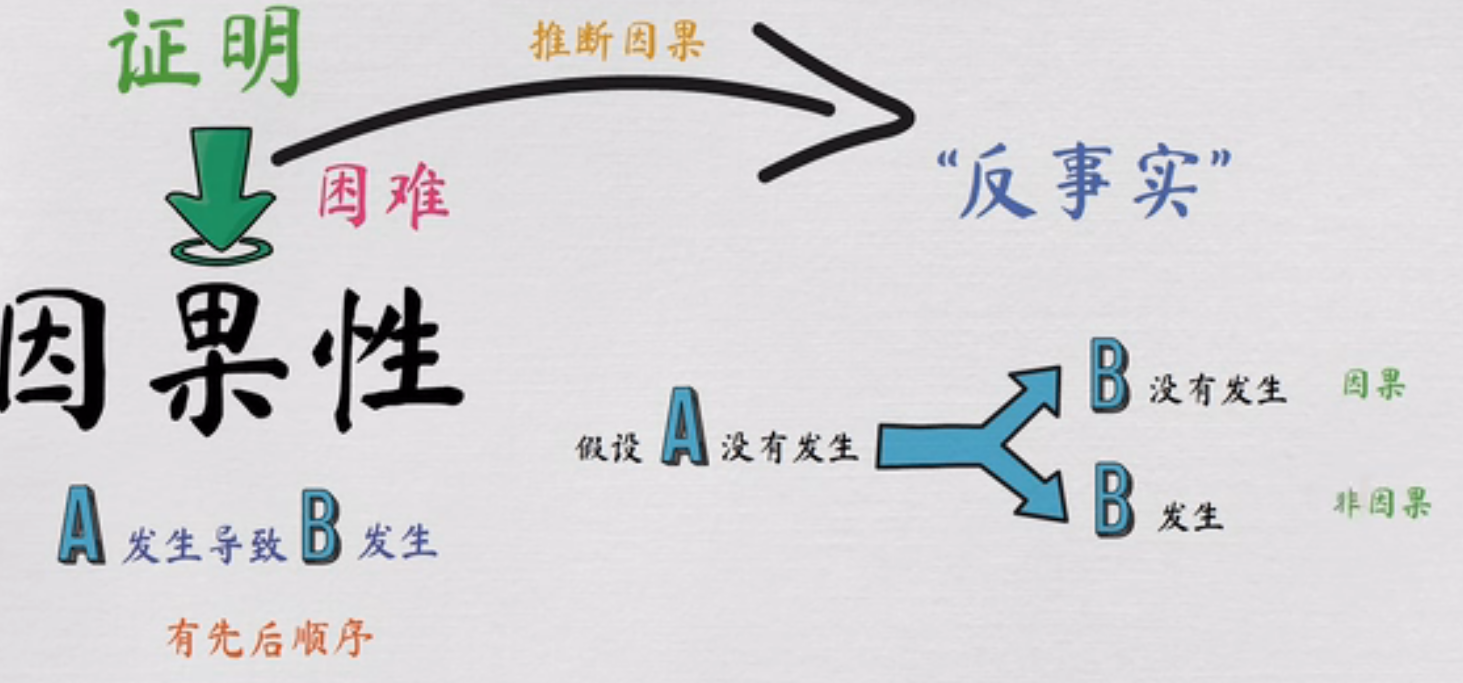 证明
推断因果
困难
“反事实”
因果性
A 发生导致 B 发生
有先后顺序
假设 A 没有发生
B 没有发生 因果
B 发生 非因果